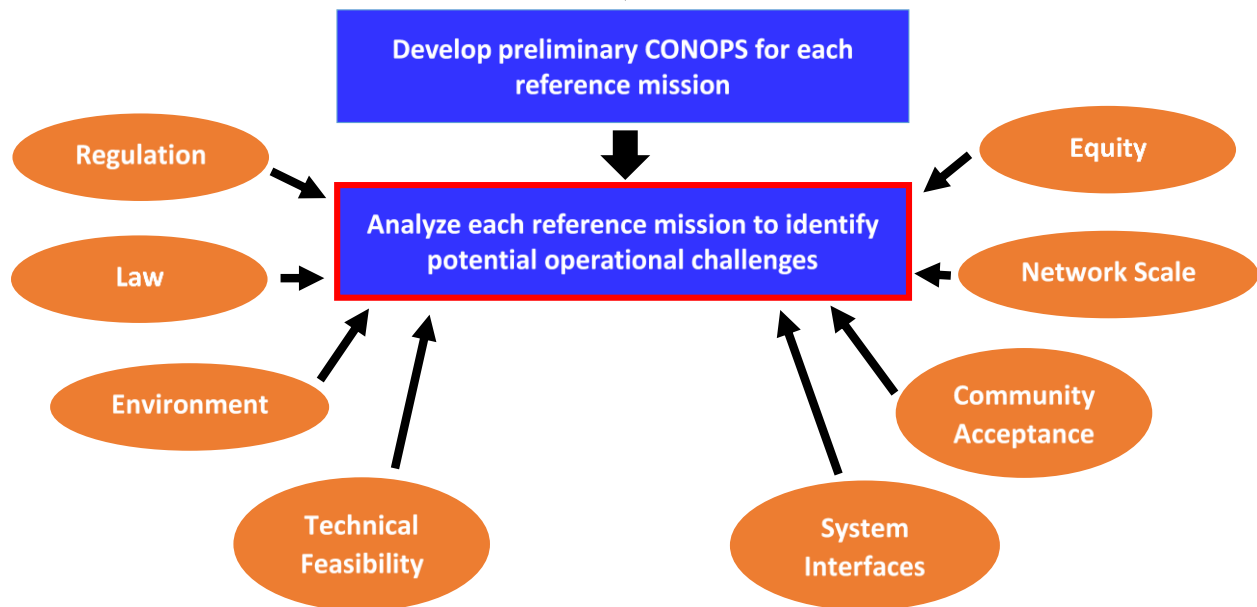 Develop preliminary CONOPS for each
reference mission
Regulation
Equity
Analyze each reference mission to identify
potential operational challenges
Law
Network Scale
Environment
Community
Acceptance
Technical
Feasibility
System
Interfaces